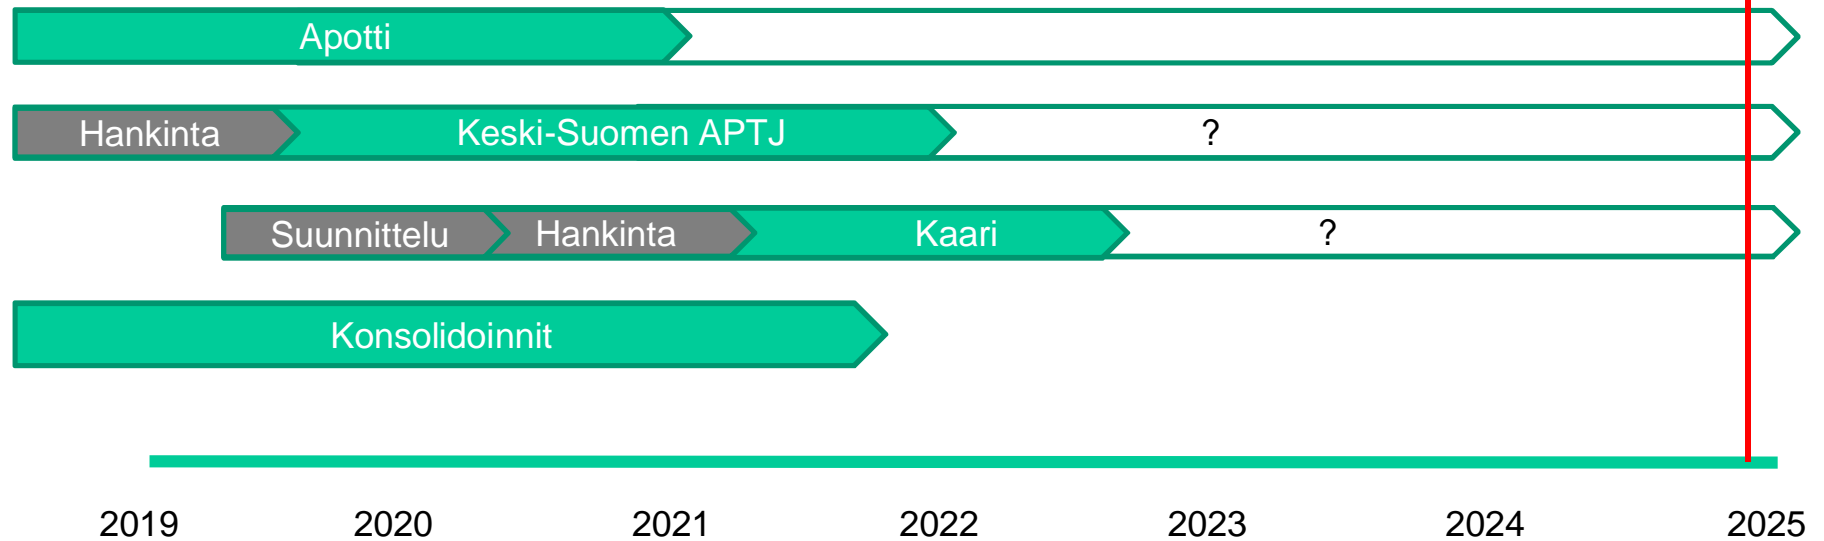 Apotti
Hankinta Keski-Suomen APTJ ?
Suunnittelu Hankinta Kaari ?
Konsolidoinnit
2019 2020 2021 2022 2023 2024 2025